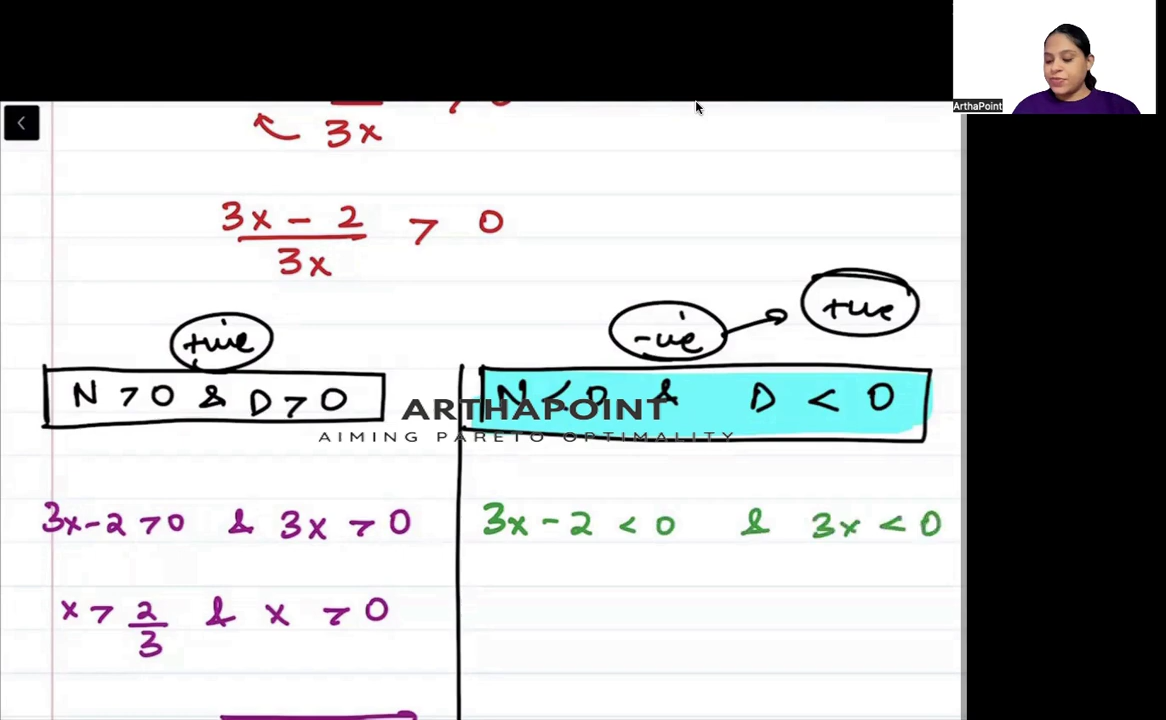 ArthaPoint
3x
3x - 2 > 0
3x
+ve
-ve → +ve
N > 0 & D > 0
N < 0 & D < 0
ARTHAPOINT
AIMING PARETO OPTIMALITY
3x-2 > 0 & 3x > 0
3x - 2 < 0 & 3x < 0
x > 2/3 & x > 0